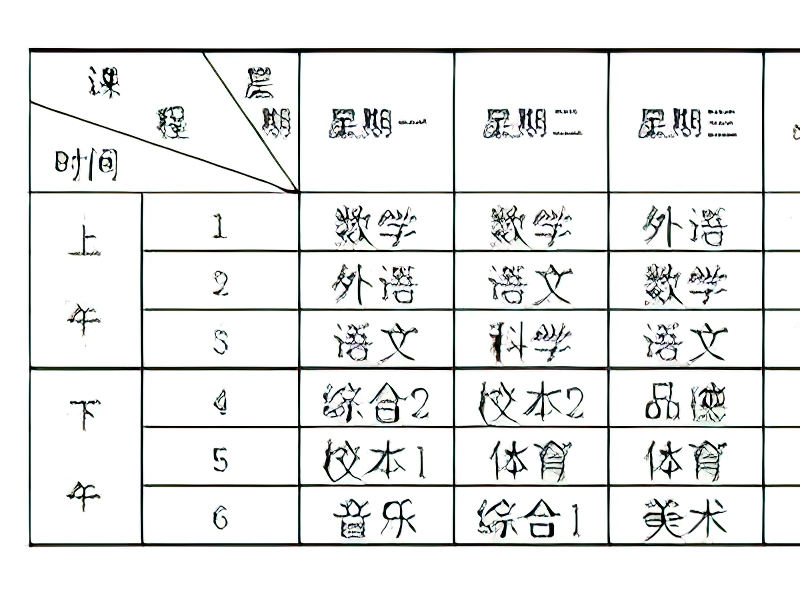 课程 星期
时间
星期一 星期二 星期三
上午
1 数学 数学 外语
2 外语 语文 数学
3 语文 科学 语文
下午
4 综合2 校本2 品德
5 校本1 体育 体育
6 音乐 综合1 美术